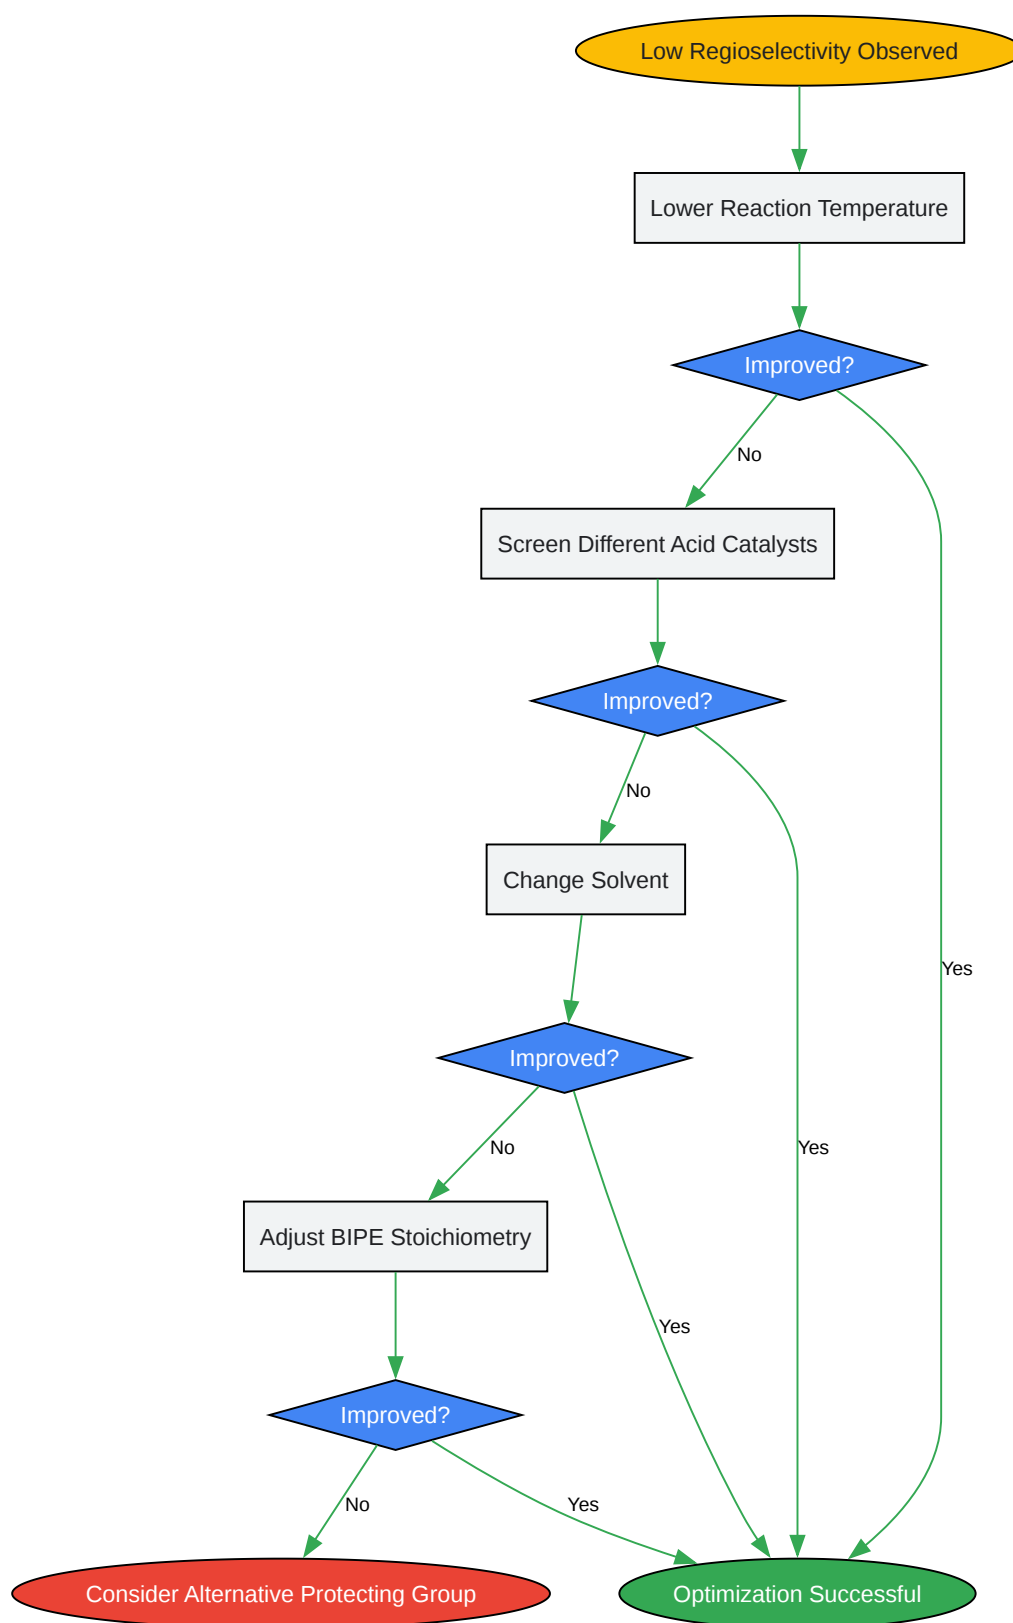 Low Regioselectivity Observed
Lower Reaction Temperature
Improved?
No
Screen Different Acid Catalysts
Improved?
No
Change Solvent
Yes
Improved?
No
Yes
Adjust BIPE Stoichiometry
Yes
Improved?
No
Yes
Consider Alternative Protecting Group
Optimization Successful